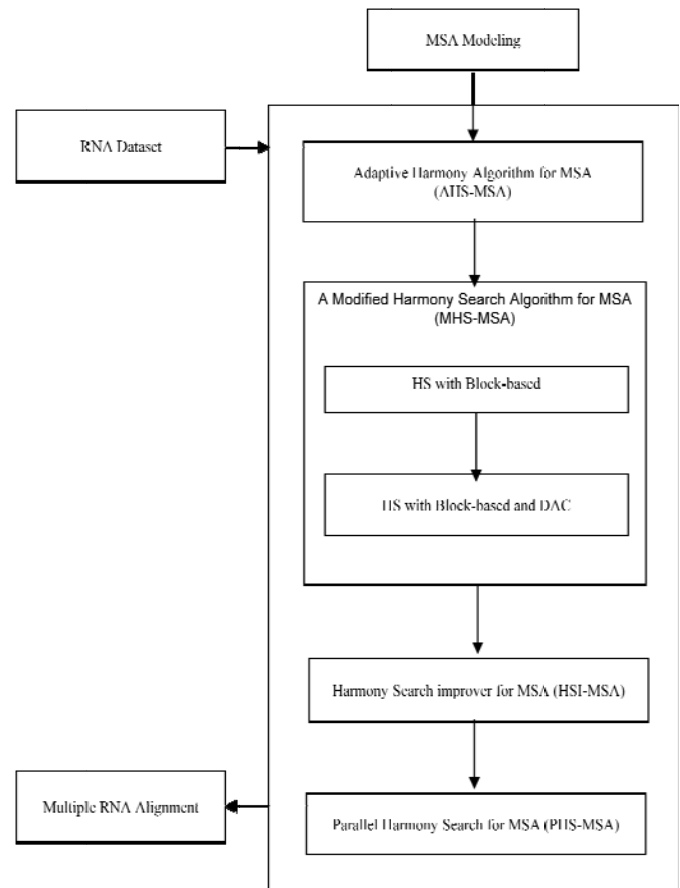 MSA Modeling
RNA Dataset
Adaptive Harmony Algorithm for MSA
(AHS-MSA)
A Modified Harmony Search Algorithm for MSA
(MHS-MSA)
HS with Block-based
HS with Block-based and DAC
Harmony Search improver for MSA (HSI-MSA)
Multiple RNA Alignment
Parallel Harmony Search for MSA (PHS-MSA)